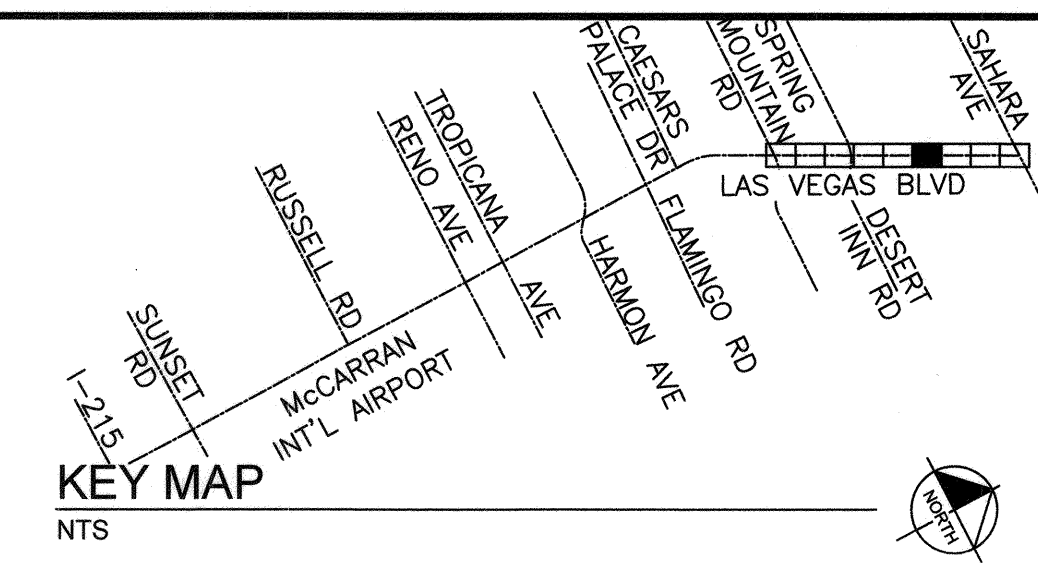 CAESARS
PALACE DR
SPRING
MOUNTAIN
RD
SAHARA
AVE
TROPICANA
AVE
RENO AVE
RUSSELL RD
LAS VEGAS BLVD
FLAMINGO RD
HARMON AVE
DESERT
INN RD
SUNSET
RD
McCARRAN
INT'L AIRPORT
I-215
KEY MAP
NTS
NORTH